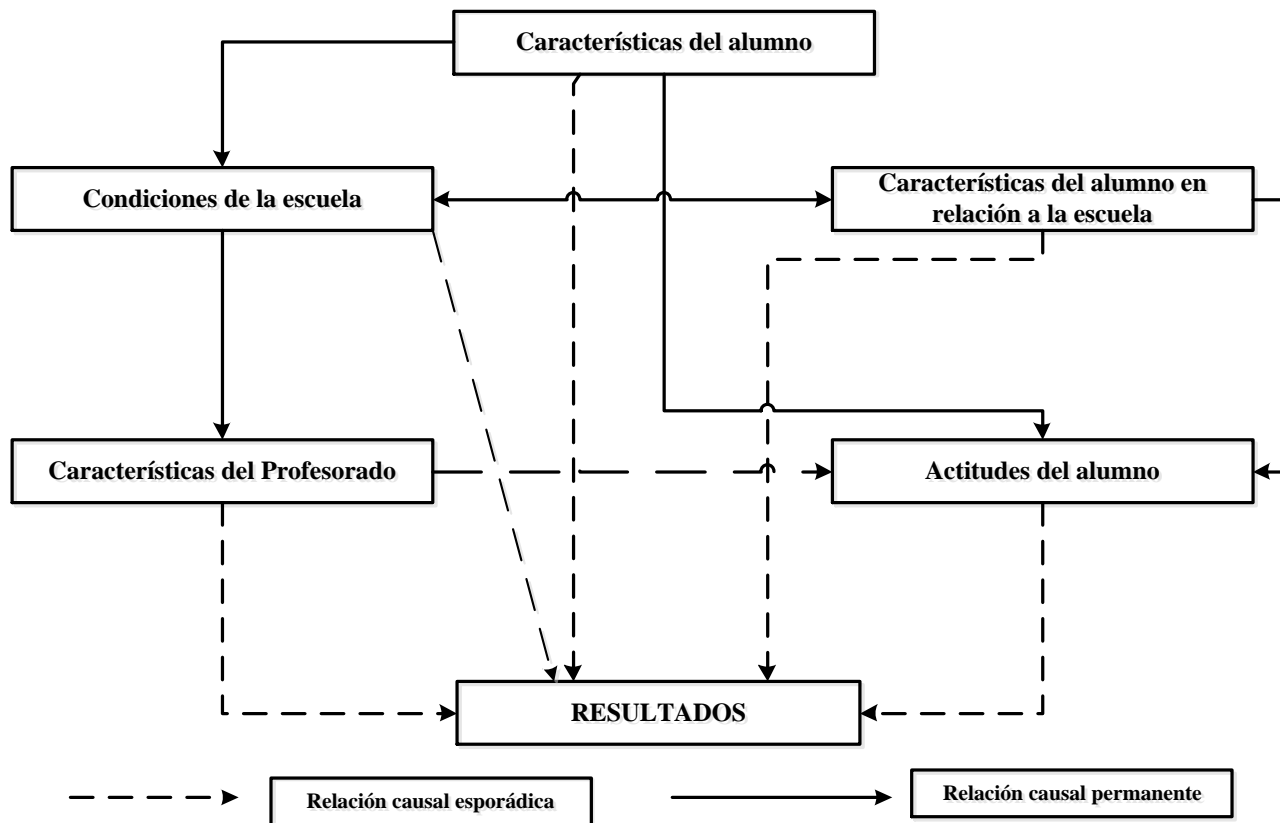 Características del alumno
Condiciones de la escuela
Características del alumno en
relación a la escuela
Características del Profesorado
Actitudes del alumno
RESULTADOS
Relación causal esporádica
Relación causal permanente